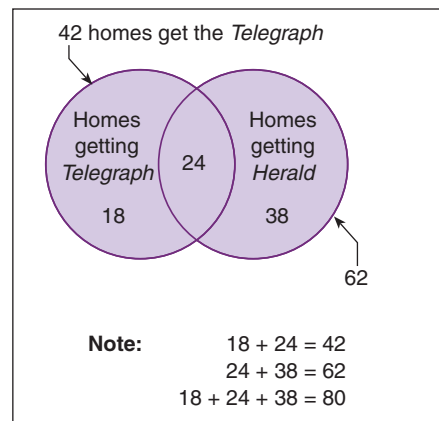 42 homes get the Telegraph
Homes
getting
Telegraph
18
24
Homes
getting
Herald
38
62
Note: 18 + 24 = 42
24 + 38 = 62
18 + 24 + 38 = 80